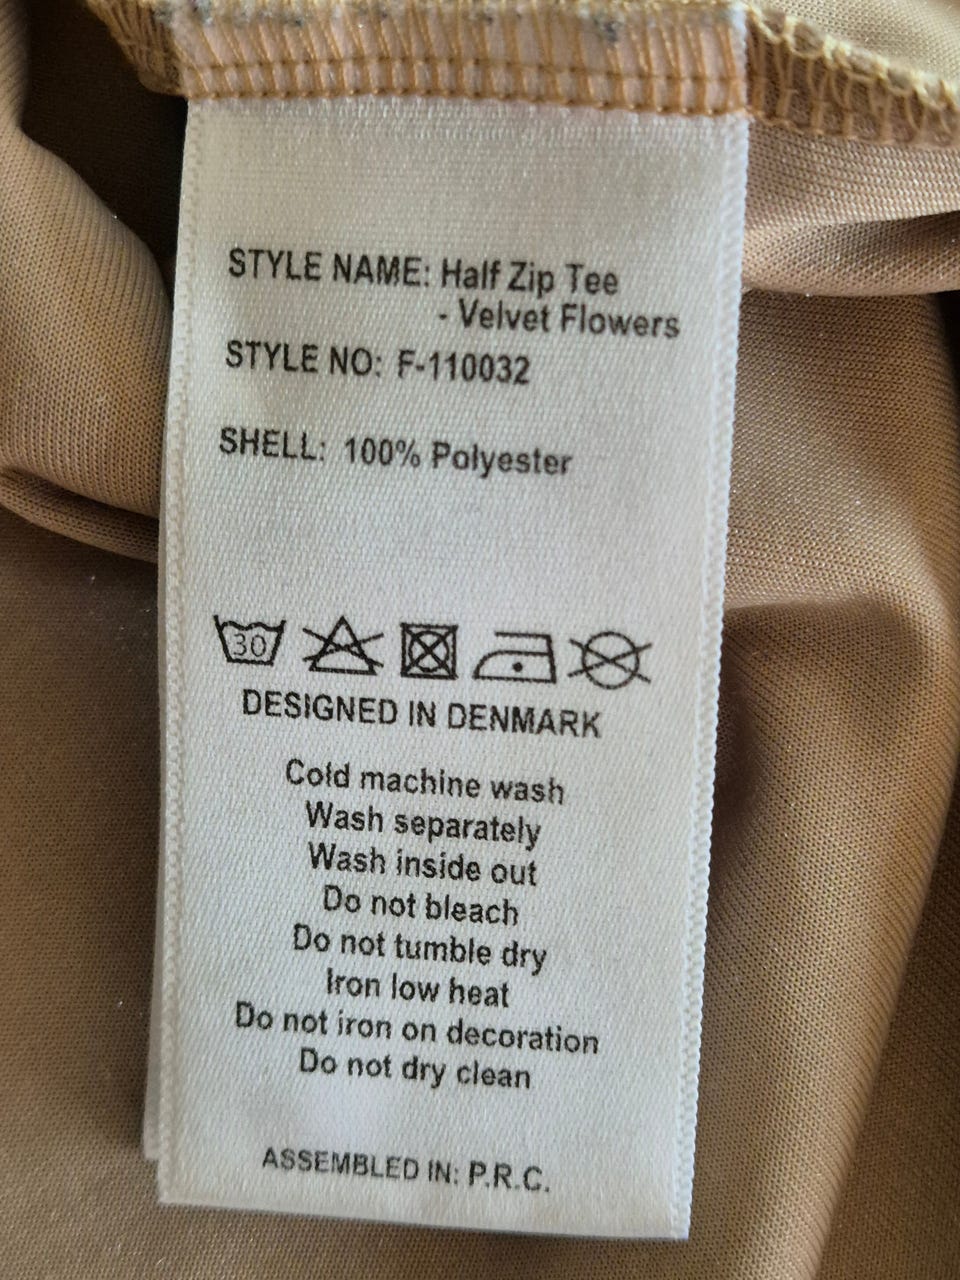 STYLE NAME: Half Zip Tee
- Velvet Flowers
STYLE NO: F-110032
SHELL: 100% Polyester
30
DESIGNED IN DENMARK
Cold machine wash
Wash separately
Wash inside out
Do not bleach
Do not tumble dry
Iron low heat
Do not iron on decoration
Do not dry clean
ASSEMBLED IN: P.R.C.